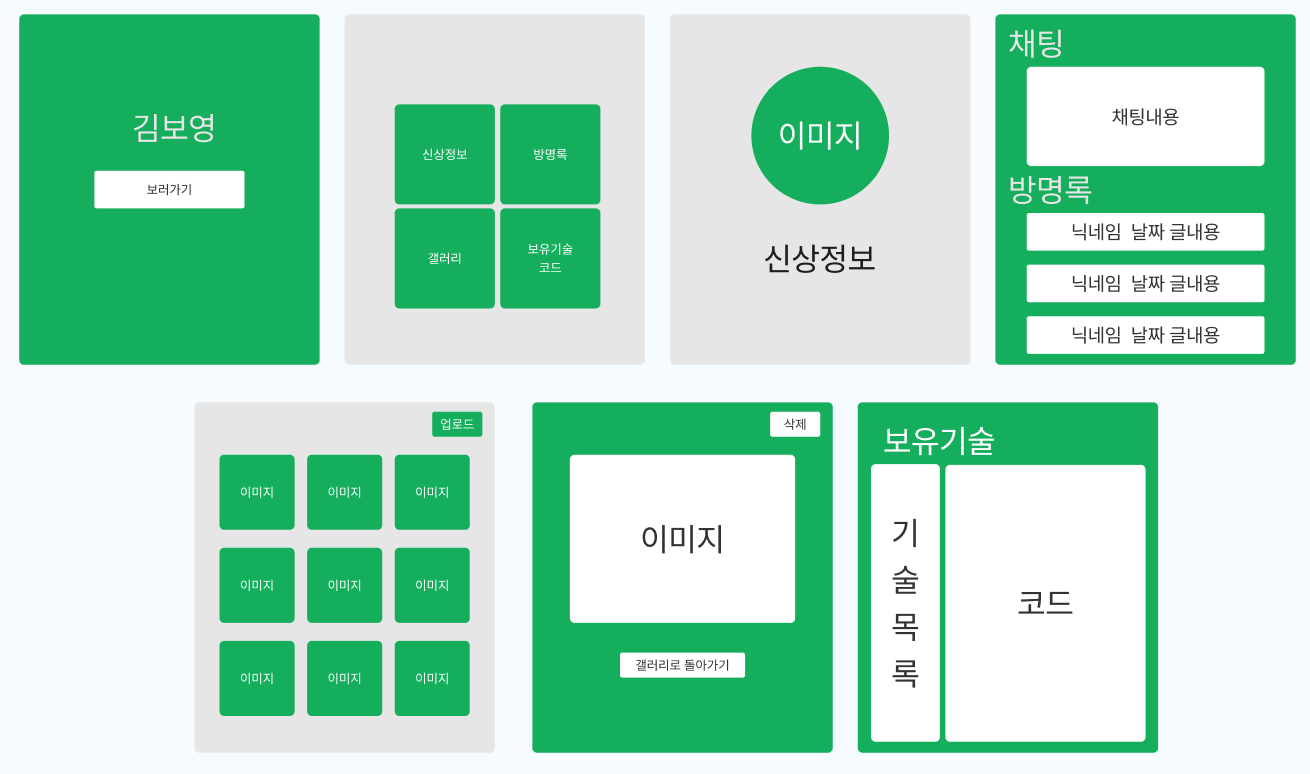 김보영
보러가기
신상정보
방명록
갤러리
보유기술
코드
이미지
신상정보
채팅
채팅내용
방명록
닉네임 날짜 글내용
닉네임 날짜 글내용
닉네임 날짜 글내용
업로드
이미지 이미지 이미지
이미지 이미지 이미지
이미지 이미지 이미지
삭제
이미지
갤러리로 돌아가기
보유기술
기
술
목
록
코드